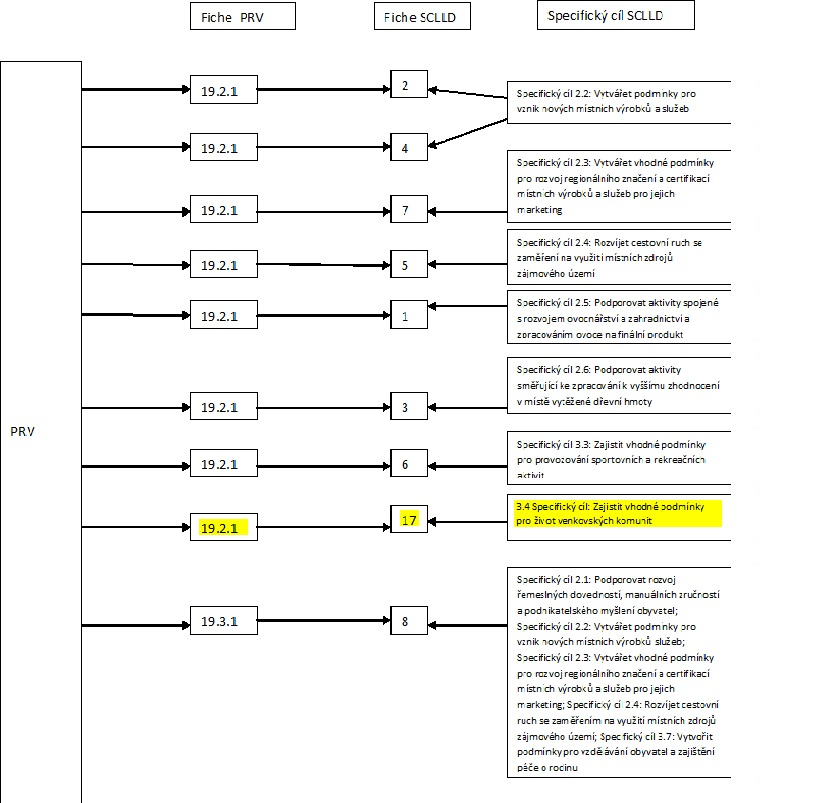 Fiche PRV
Fiche SCLLD
Specifický cíl SCLLD
PRV
19.2.1
2
Specifický cíl 2.2: Vytvářet podmínky pro
vznik nových místních výrobků a služeb
19.2.1
4
19.2.1
7
Specifický cíl 2.3: Vytvářet vhodné podmínky
pro rozvoj regionálního značení a certifikací
místních výrobků a služeb pro jejich
marketing
19.2.1
5
Specifický cíl 2.4: Rozvíjet cestovní ruch se
zaměření na využití místních zdrojů
zájmového území
19.2.1
1
Specifický cíl 2.5: Podporovat aktivity spojené
s rozvojem ovocnářství a zahradnictví a
zpracováním ovoce na finální produkt
19.2.1
3
Specifický cíl 2.6: Podporovat aktivity
směřující ke zpracování k vyššímu zhodnocení
v místě vytěžené dřevní hmoty
19.2.1
6
Specifický cíl 3.3: Zajistit vhodné podmínky
pro provozování sportovních a rekreačních
aktivit
19.2.1
17
3.4 Specifický cíl: Zajistit vhodné podmínky
pro život venkovských komunit
19.3.1
8
Specifický cíl 2.1: Podporovat rozvoj
řemeslných dovedností, manuálních zručností
a podnikatelského myšlení obyvatel;
Specifický cíl 2.2: Vytvářet podmínky pro
vznik nových místních výrobků služeb;
Specifický cíl 2.3: Vytvářet vhodné podmínky
pro rozvoj regionálního značení a certifikací
místních výrobků a služeb pro jejich
marketing; Specifický cíl 2.4: Rozvíjet cestovní
ruch se zaměřením na využití místních zdrojů
zájmového území; Specifický cíl 3.7: Vytvořit
podmínky pro vzdělávání obyvatel a zajištění
péče o rodinu